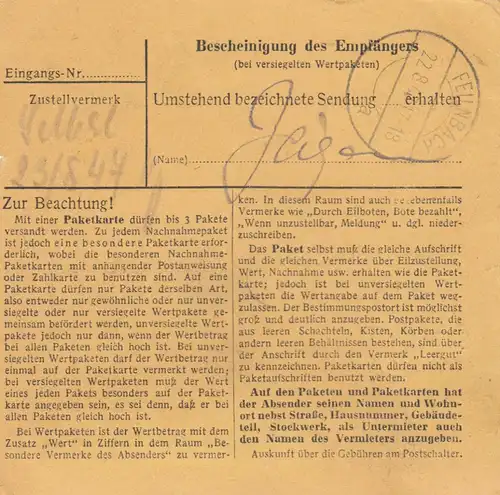 Bescheinigung des Empfängers
(bei versiegelten Wertpaketen)
Eingangs-Nr.
Zustellvermerk
Umstehend bezeichnete Sendung erhalten
Selbst
23/8 47
(Name)
FEILNBACH
22.8.
Zur Beachtung!
Mit einer Paketkarte dürfen bis 3 Pakete
versandt werden. Zu jedem Nachnahmepaket
ist jedoch eine besondere Paketkarte erfor-
derlich, wobei die besonderen Nachnahme-
Paketkarten mit anhängender Postanweisung
oder Zahlkarte zu benutzen sind. Auf eine
Paketkarte dürfen nur Pakete derselben Art,
also entweder nur gewöhnliche oder nur unver-
siegelte oder nur versiegelte Wertpakete ge-
meinsam befördert werden, unversiegelte Wert-
pakete jedoch nur dann, wenn der Wertbetrag
bei allen Paketen gleich hoch ist. Bei unver-
siegelten Wertpaketen darf der Wertbetrag nur
einmal auf der Paketkarte vermerkt werden;
bei versiegelten Wertpaketen muß der Wert
eines jeden Pakets besonders auf der Paket-
karte angegeben sein, es sei denn, daß er bei
allen Paketen gleich hoch ist.
Bei Wertpaketen ist der Wertbetrag mit dem
Zusatz „Wert" in Ziffern in dem Raum „Be-
sondere Vermerke des Absenders" zu vermer-
ken. In diesem Raum sind auch gegebenenfalls
Vermerke wie „Durch Eilboten, Bote bezahlt",
„Wenn unzustellbar, Meldung" u. dgl. nieder-
zuschreiben.
Das Paket selbst muß die gleiche Aufschrift
und die gleichen Vermerke über Eilzustellung,
Wert, Nachnahme usw. erhalten wie die Paket-
karte; jedoch ist bei unversiegelten Wert-
paketen die Wertangabe auf dem Paket weg-
zulassen. Der Bestimmungspostort ist möglichst
groß und deutlich anzugeben. Postpakete, die
aus leeren Schachteln, Kisten, Körben oder
andern leeren Behältnissen bestehen, sind über
der Anschrift durch den Vermerk „Leergut"
zu kennzeichnen. Paketkarten dürfen nicht als
Paketaufschriften benutzt werden.
Auf den Paketen und Paketkarten hat
der Absender seinen Namen und Wohn-
ort nebst Straße, Hausnummer, Gebäude-
teil, Stockwerk, als Untermieter auch
den Namen des Vermieters anzugeben.
Auskunft über die Gebühren am Postschalter.